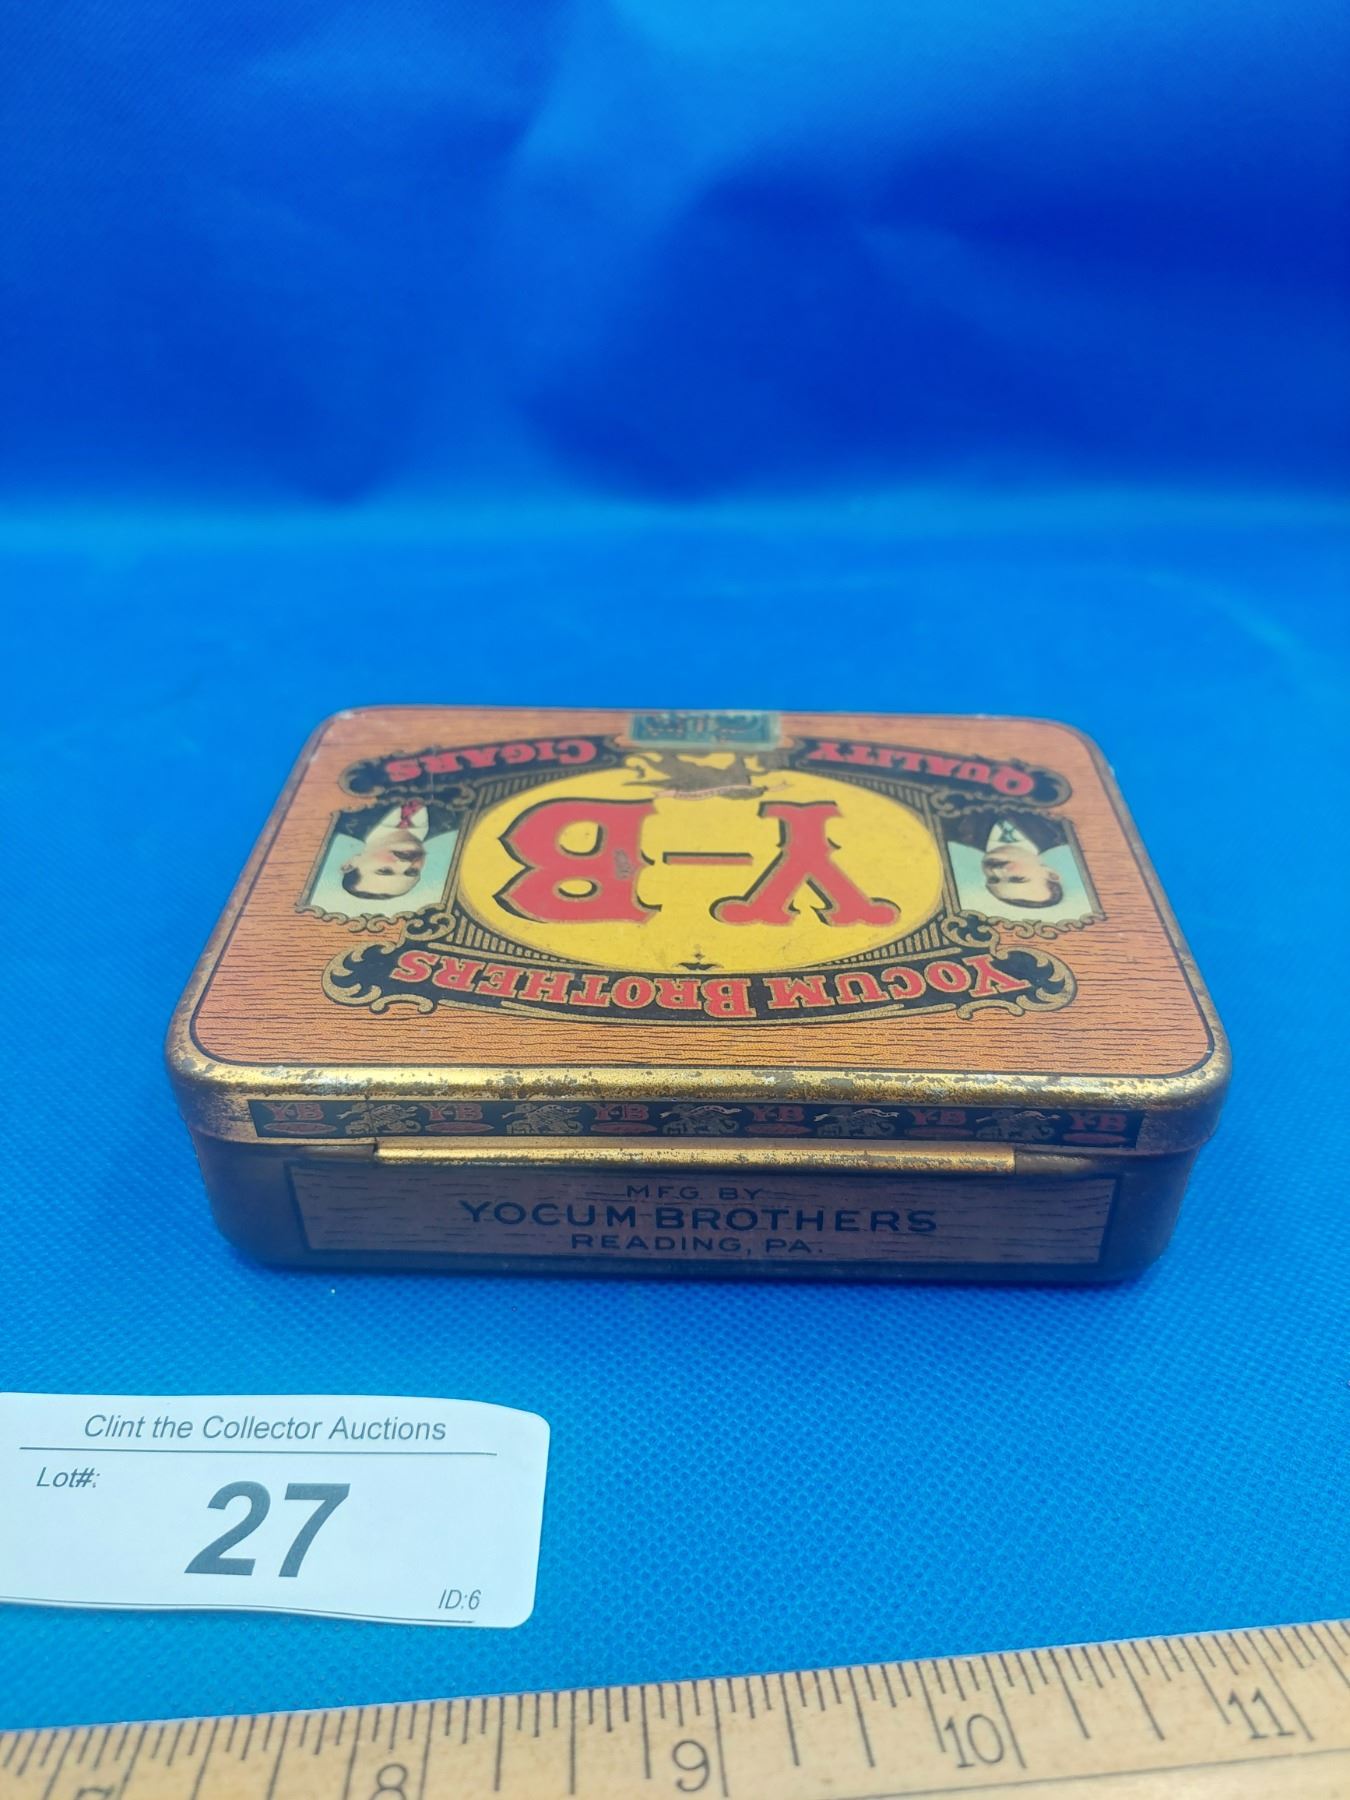 QUALITY CIGARS
Y-B
YOCUM BROTHERS
Y-B Y-B Y-B Y-B Y-B Y-B
MFG. BY
YOCUM BROTHERS
READING, PA.
Clint the Collector Auctions
Lot#:
27
ID:6
7 8 9 10 11